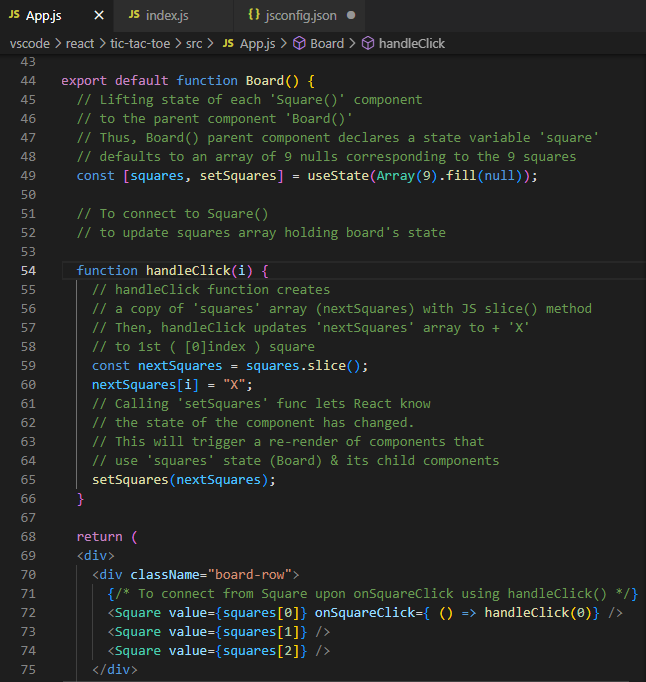 JS App.js × JS index.js {} jsconfig.json ●
vscode > react > tic-tac-toe > src > JS App.js > Board > handleClick
43
44 export default function Board() {
45 // Lifting state of each 'Square()' component
46 // to the parent component 'Board()'
47 // Thus, Board() parent component declares a state variable 'square'
48 // defaults to an array of 9 nulls corresponding to the 9 squares
49 const [squares, setSquares] = useState(Array(9).fill(null));
50
51 // To connect to Square()
52 // to update squares array holding board's state
53
54 function handleClick(i) {
55 // handleClick function creates
56 // a copy of 'squares' array (nextSquares) with JS slice() method
57 // Then, handleClick updates 'nextSquares' array to + 'X'
58 // to 1st ( [0]index ) square
59 const nextSquares = squares.slice();
60 nextSquares[i] = "X";
61 // Calling 'setSquares' func lets React know
62 // the state of the component has changed.
63 // This will trigger a re-render of components that
64 // use 'squares' state (Board) & its child components
65 setSquares(nextSquares);
66 }
67
68 return (
69 <div>
70 <div className="board-row">
71 {/* To connect from Square upon onSquareClick using handleClick() */}
72 <Square value={squares[0]} onSquareClick={ () => handleClick(0)} />
73 <Square value={squares[1]} />
74 <Square value={squares[2]} />
75 </div>